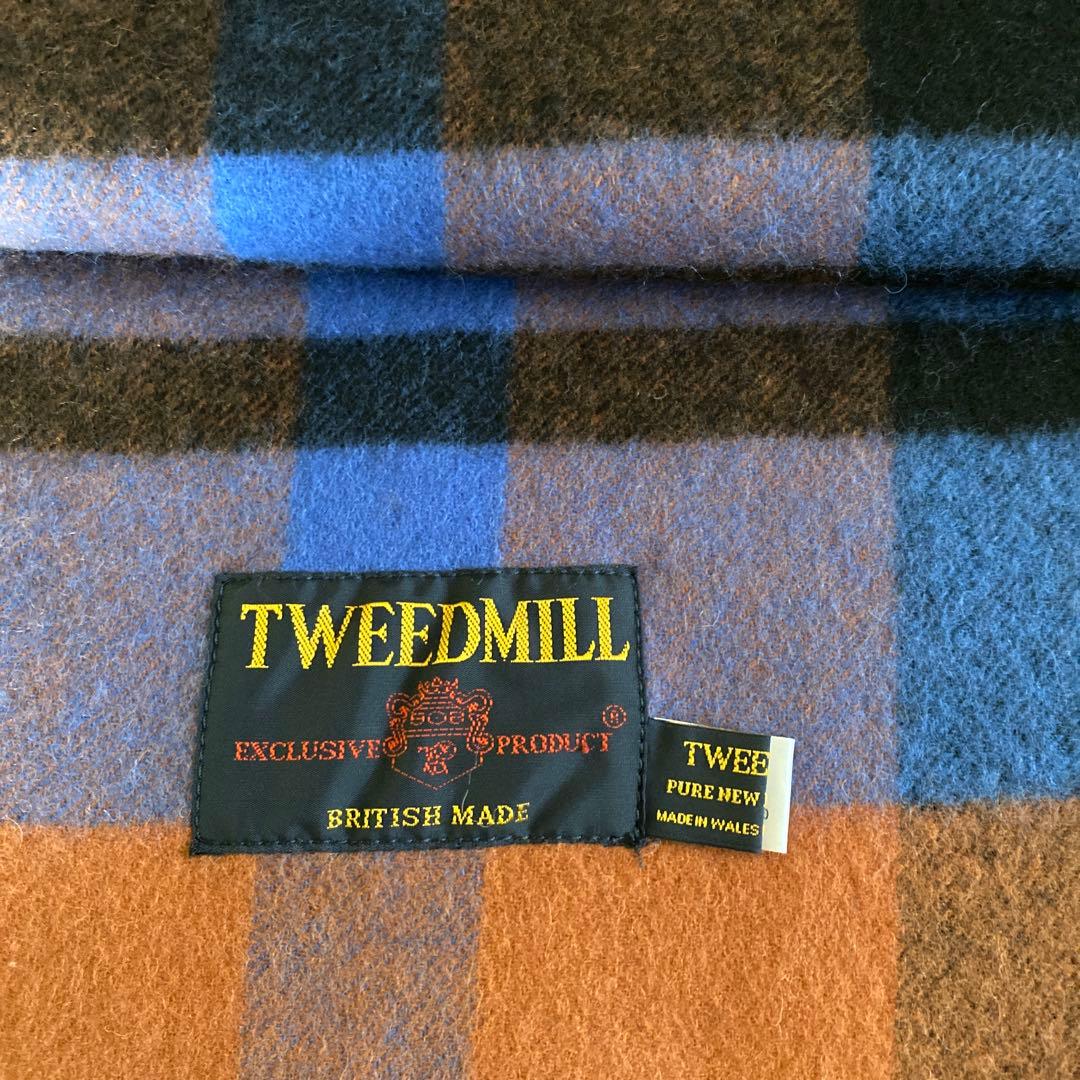 TWEEDMILL
EXCLUSIVE PRODUCT ®
BRITISH MADE
TWEE
PURE NEW
MADE IN WALES